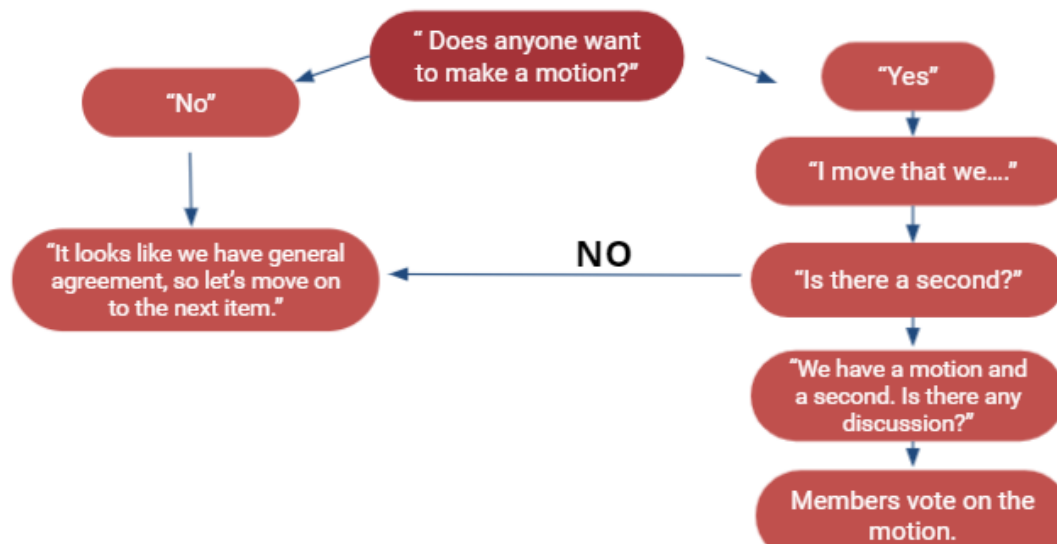 “ Does anyone want
to make a motion?”
“No”
“Yes”
“I move that we....”
“It looks like we have general
agreement, so let’s move on
to the next item.”
NO
“Is there a second?”
“We have a motion and
a second. Is there any
discussion?”
Members vote on the
motion.